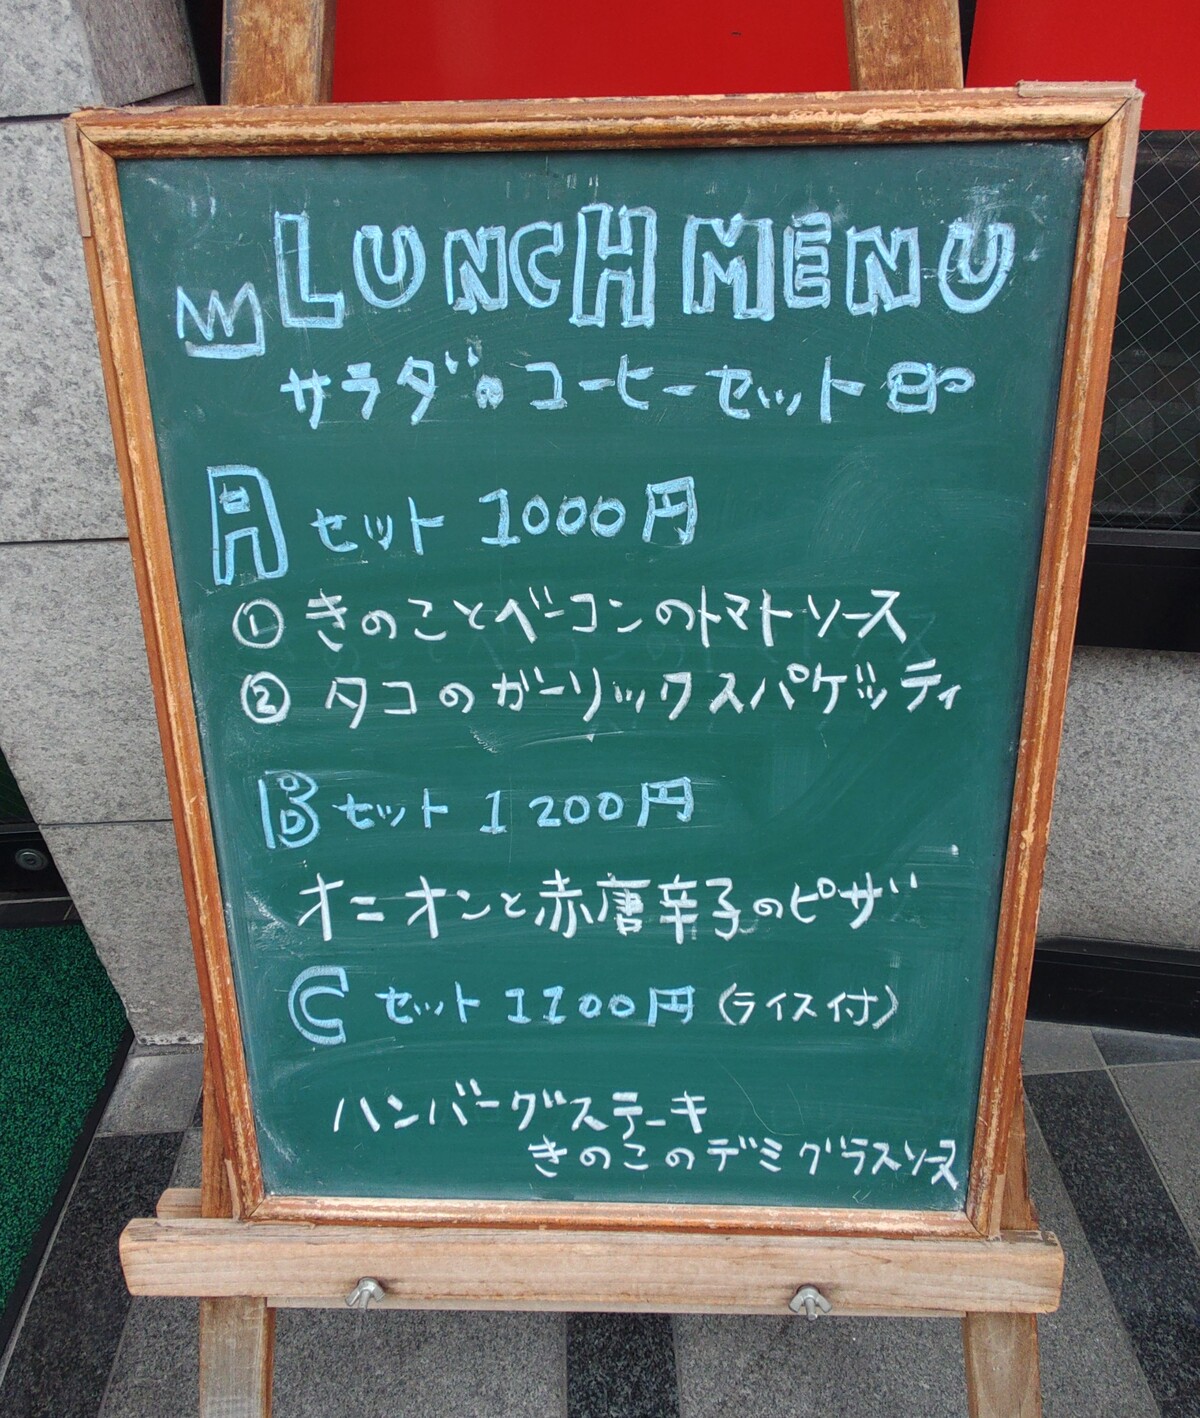 LUNCH MENU
サラダ コーヒーセット
A セット 1000円
① きのことベーコンのトマトソース
② タコのガーリックスパゲッティ
B セット 1200円
オニオンと赤唐辛子のピザ
C セット 1100円 (ライス付)
ハンバーグステーキ
きのこのデミグラスソース